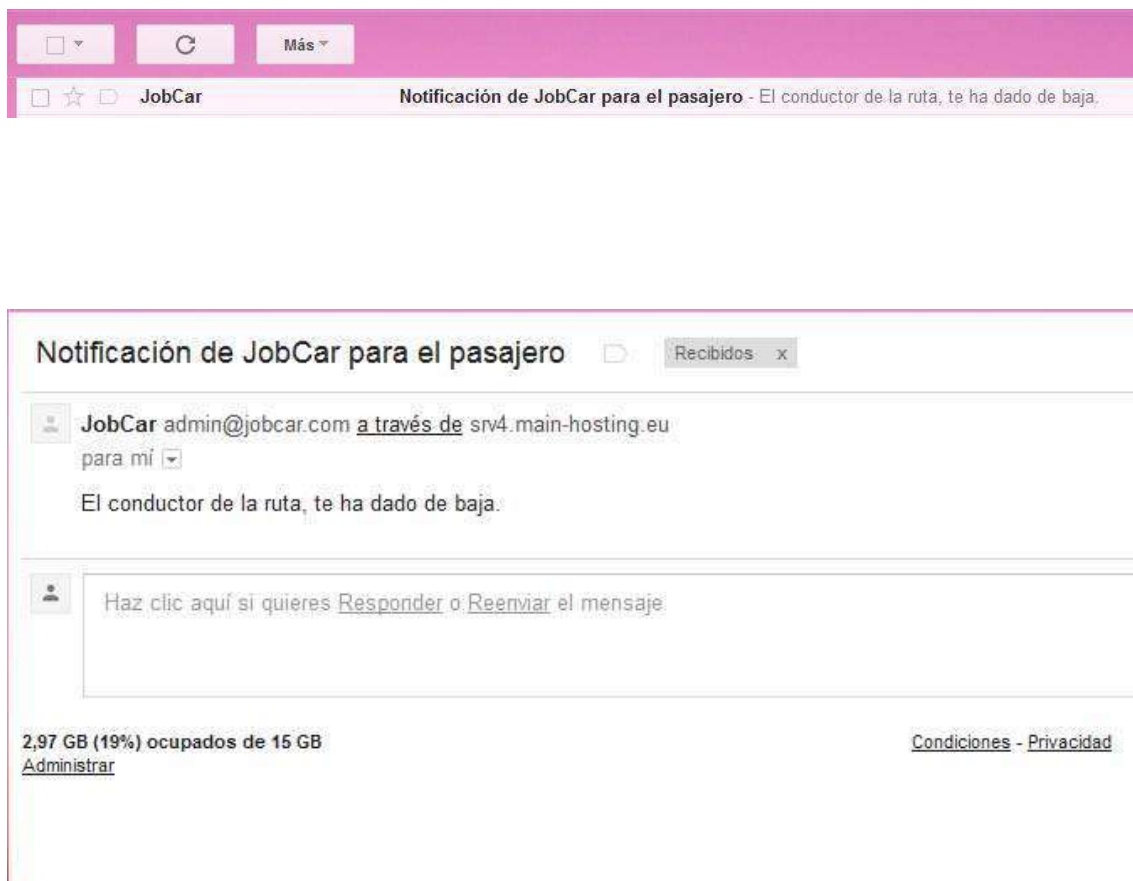 Más
JobCar Notificación de JobCar para el pasajero - El conductor de la ruta, te ha dado de baja.
Notificación de JobCar para el pasajero Recibidos x
JobCar admin@jobcar.com a través de srv4.main-hosting.eu
para mí
El conductor de la ruta, te ha dado de baja.
Haz clic aquí si quieres Responder o Reenviar el mensaje
2,97 GB (19%) ocupados de 15 GB Condiciones - Privacidad
Administrar